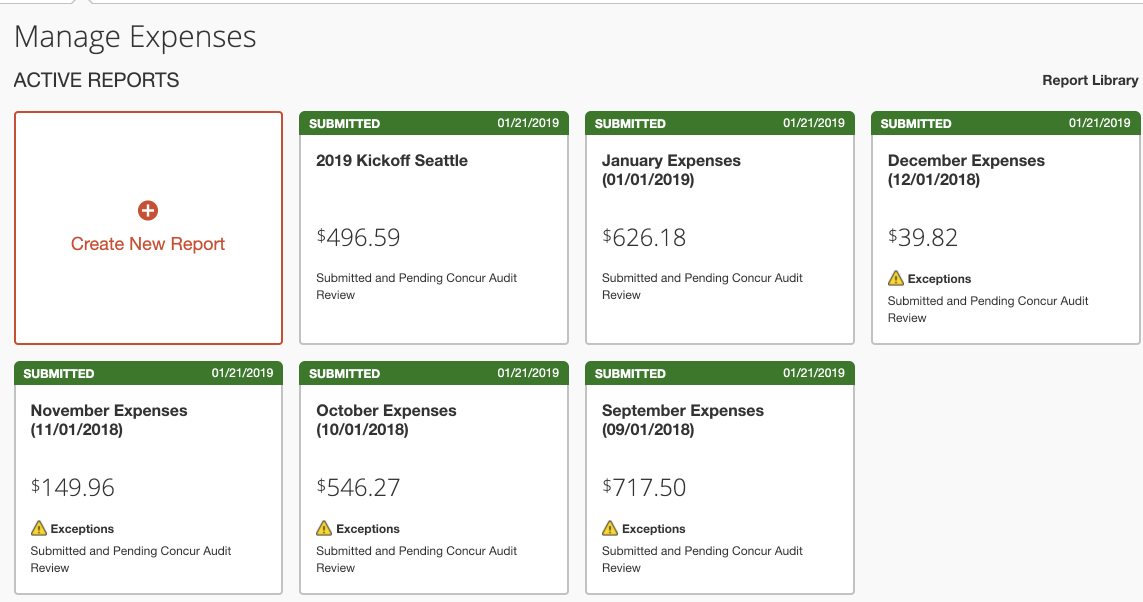 Manage Expenses
ACTIVE REPORTS
Report Library
Create New Report
SUBMITTED 01/21/2019
2019 Kickoff Seattle
$496.59
Submitted and Pending Concur Audit
Review
SUBMITTED 01/21/2019
January Expenses
(01/01/2019)
$626.18
Submitted and Pending Concur Audit
Review
SUBMITTED 01/21/2019
December Expenses
(12/01/2018)
$39.82
Exceptions
Submitted and Pending Concur Audit
Review
SUBMITTED 01/21/2019
November Expenses
(11/01/2018)
$149.96
Exceptions
Submitted and Pending Concur Audit
Review
SUBMITTED 01/21/2019
October Expenses
(10/01/2018)
$546.27
Exceptions
Submitted and Pending Concur Audit
Review
SUBMITTED 01/21/2019
September Expenses
(09/01/2018)
$717.50
Exceptions
Submitted and Pending Concur Audit
Review